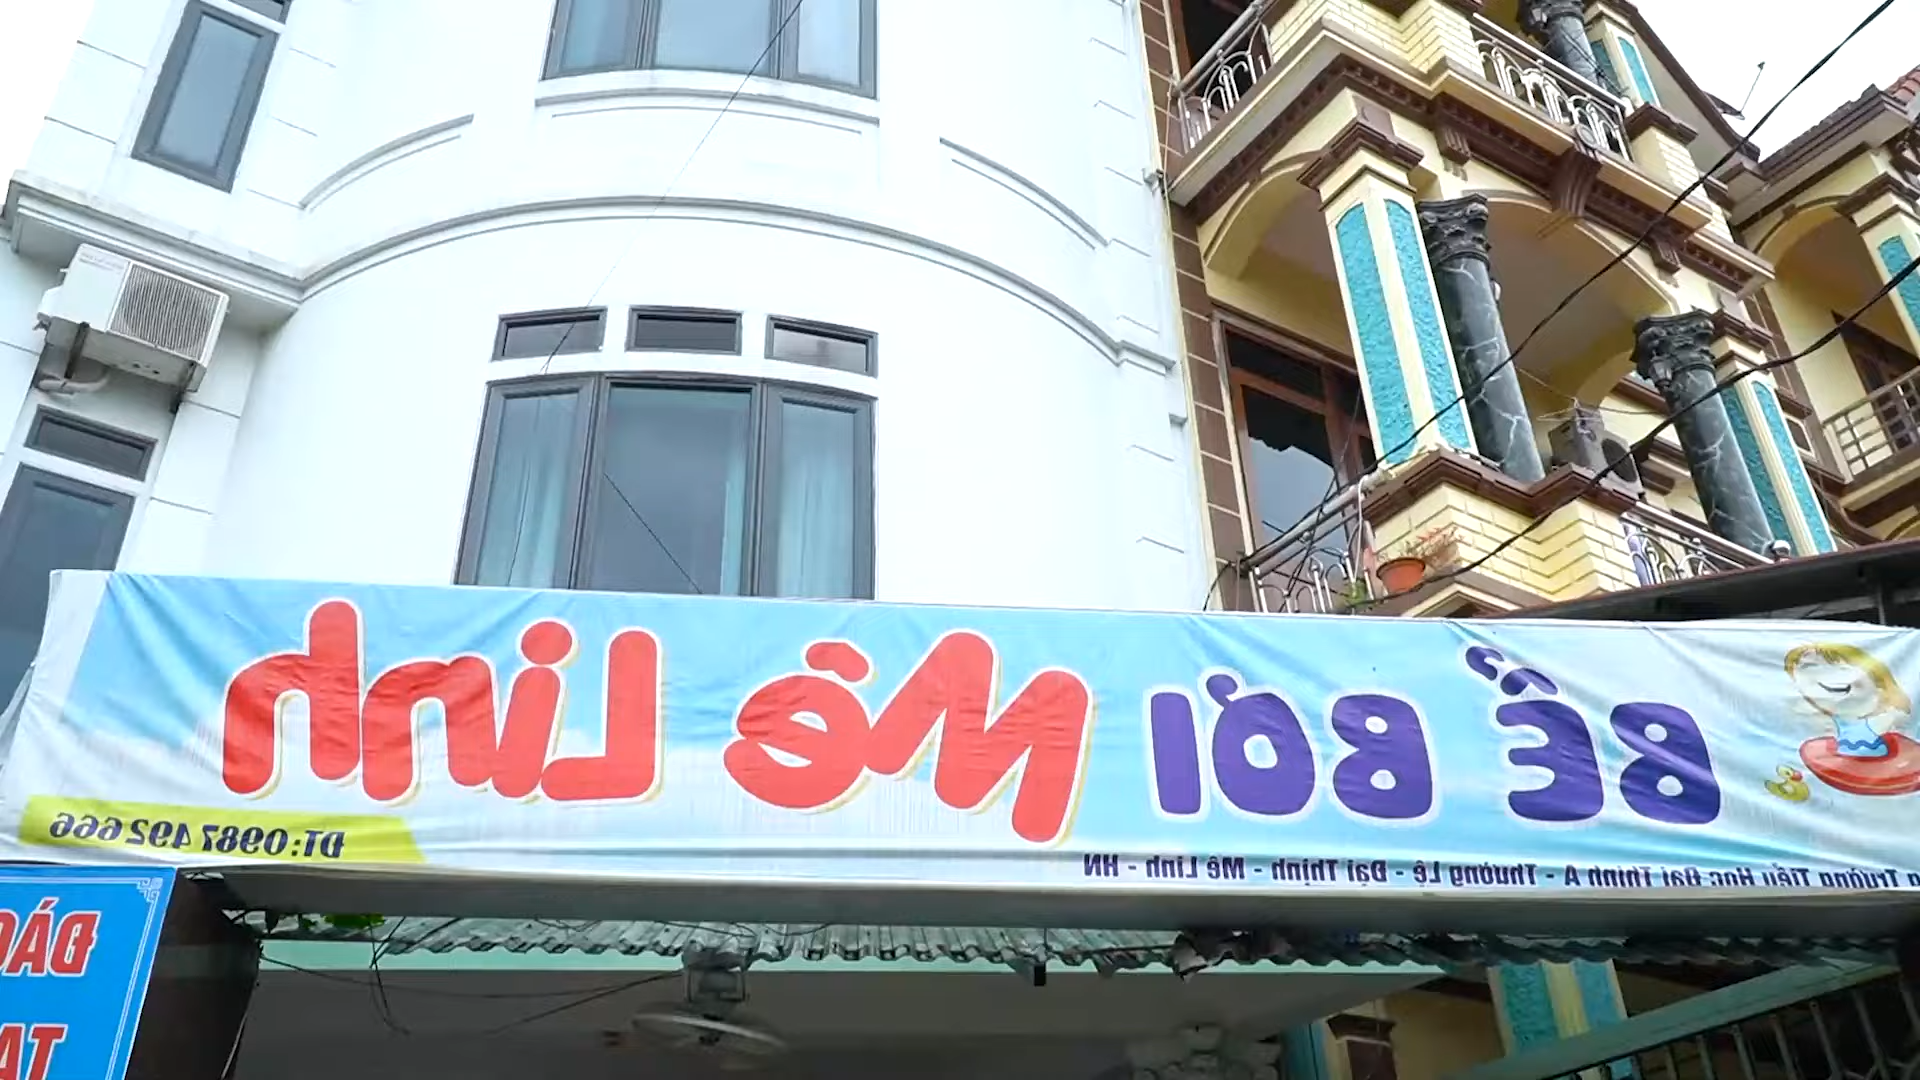 BỂ BƠI Mê Linh
Trường Tiểu Học Đại Thịnh A - Thường Lệ - Đại Thịnh - Mê Linh - HN
ĐT: 0987 492 666